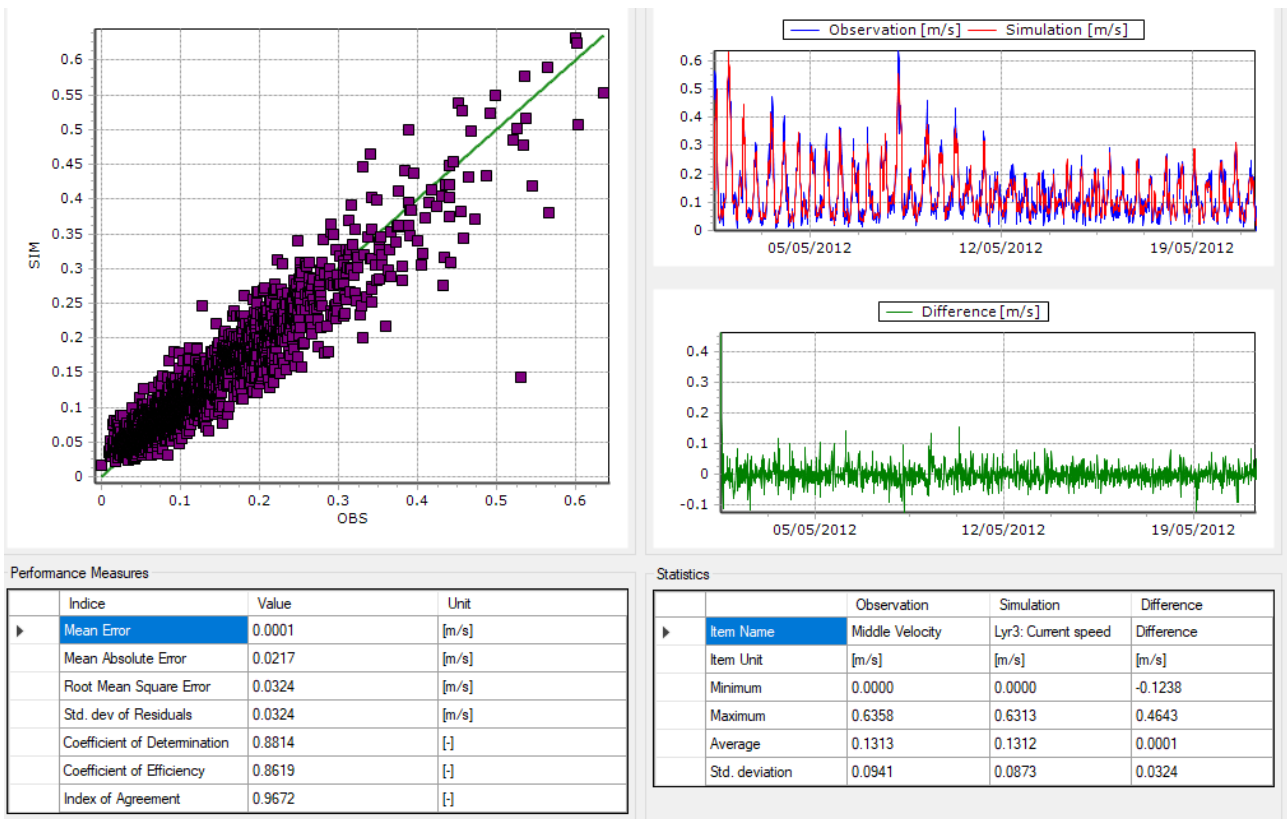 0.6
0.55
0.5
0.45
0.4
0.35
0.3
0.25
0.2
0.15
0.1
0.05
0
SIM
0 0.1 0.2 0.3 0.4 0.5 0.6
OBS
Observation [m/s] Simulation [m/s]
0.6
0.5
0.4
0.3
0.2
0.1
0
05/05/2012 12/05/2012 19/05/2012
Difference [m/s]
0.4
0.3
0.2
0.1
0
-0.1
05/05/2012 12/05/2012 19/05/2012
Performance Measures
Indice Value Unit
Mean Error 0.0001 [m/s]
Mean Absolute Error 0.0217 [m/s]
Root Mean Square Error 0.0324 [m/s]
Std. dev of Residuals 0.0324 [m/s]
Coefficient of Determination 0.8814 [-]
Coefficient of Efficiency 0.8619 [-]
Index of Agreement 0.9672 [-]
Statistics
Observation Simulation Difference
Item Name Middle Velocity Lyr3: Current speed Difference
Item Unit [m/s] [m/s] [m/s]
Minimum 0.0000 0.0000 -0.1238
Maximum 0.6358 0.6313 0.4643
Average 0.1313 0.1312 0.0001
Std. deviation 0.0941 0.0873 0.0324